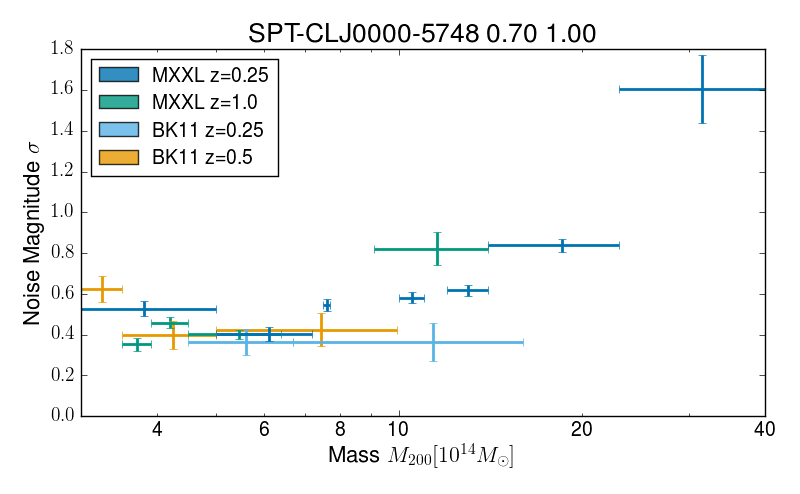 SPT-CLJ0000-5748 0.70 1.00
1.8
1.6
1.4
1.2
1.0
0.8
0.6
0.4
0.2
0.0
Noise Magnitude σ
MXXL z=0.25
MXXL z=1.0
BK11 z=0.25
BK11 z=0.5
4 6 8 10 20 40
Mass M₂₀₀[10¹⁴M☉]